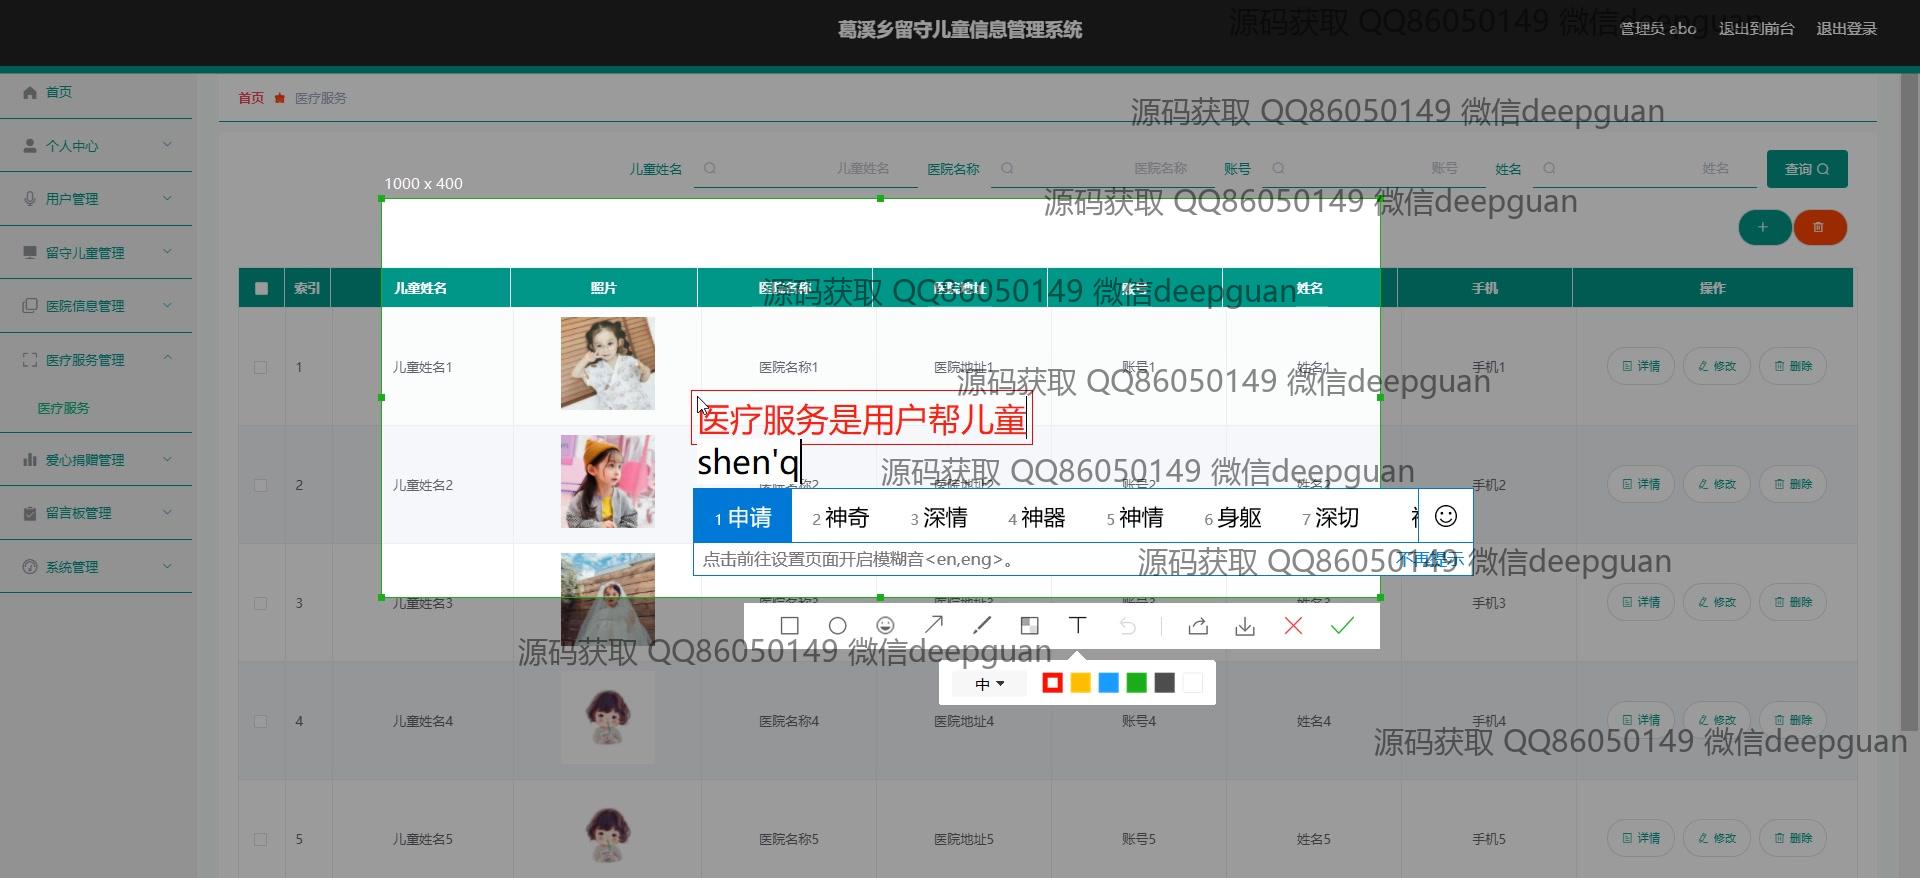 葛溪乡留守儿童信息管理系统
源码获取 QQ86050149 微信deepguan
管理员 abo 退出到前台 退出登录
首页
首页 医疗服务
源码获取 QQ86050149 微信deepguan
个人中心
儿童姓名 儿童姓名 医院名称 医院名称 账号 账号 姓名 姓名 查询
1000 x 400
用户管理
源码获取 QQ86050149 微信deepguan
+
留守儿童管理
索引 儿童姓名 照片 医院名称 医院地址 账号 姓名 手机 操作
源码获取 QQ86050149 微信deepguan
医院信息管理
医疗服务管理
1 儿童姓名1 医院名称1 医院地址1 账号1 姓名1 手机1 详情 修改 删除
源码获取 QQ86050149 微信deepguan
医疗服务
医疗服务是用户帮儿童
爱心捐赠管理
shen'q
源码获取 QQ86050149 微信deepguan
2 儿童姓名2 医院名称2 医院地址2 账号2 姓名2 手机2 详情 修改 删除
留言板管理
1 申请 2 神奇 3 深情 4 神器 5 神情 6 身躯 7 深切
点击前往设置页面开启模糊音<en,eng>。 不再提示
源码获取 QQ86050149 微信deepguan
系统管理
3 儿童姓名3 医院名称3 医院地址3 账号3 姓名3 手机3 详情 修改 删除
T
源码获取 QQ86050149 微信deepguan
中
4 儿童姓名4 医院名称4 医院地址4 账号4 姓名4 手机4 详情 修改 删除
源码获取 QQ86050149 微信deepguan
5 儿童姓名5 医院名称5 医院地址5 账号5 姓名5 手机5 详情 修改 删除